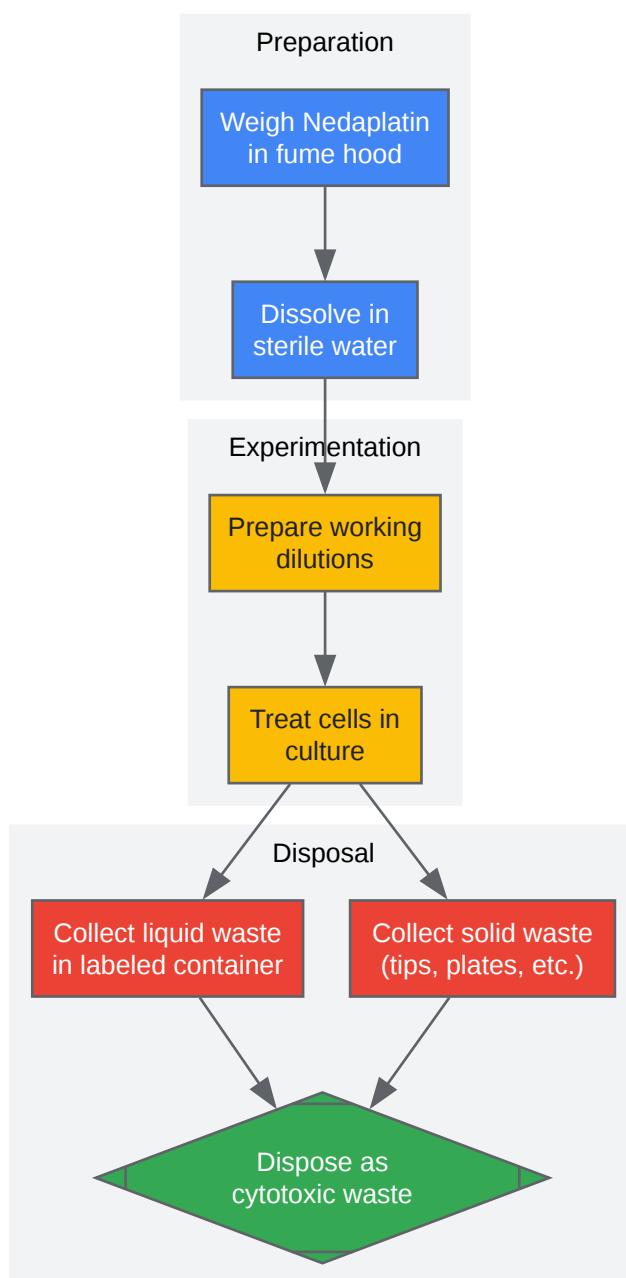 Preparation
Weigh Nedaplatin
in fume hood
Dissolve in
sterile water
Experimentation
Prepare working
dilutions
Treat cells in
culture
Disposal
Collect liquid waste
in labeled container
Collect solid waste
(tips, plates, etc.)
Dispose as
cytotoxic waste